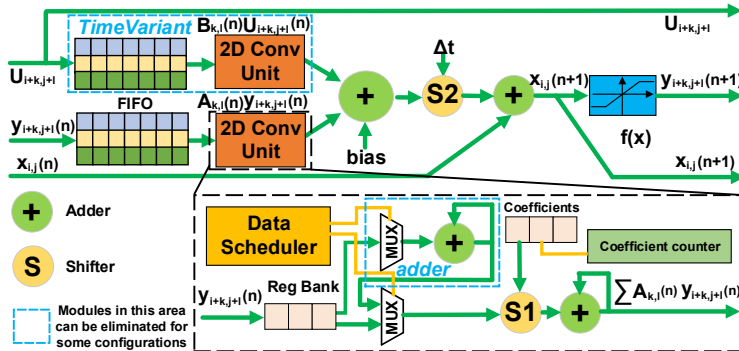 TimeVariant
B_{k,l}(n)U_{i+k,j+l}(n)
Δt
U_{i+k,j+l}
U_{i+k,j+l}
2D Conv
Unit
FIFO
A_{k,l}(n)y_{i+k,j+l}(n)
+
S2
+
x_{i,j}(n+1)
y_{i+k,j+l}(n+1)
f(x)
y_{i+k,j+l}(n)
2D Conv
Unit
bias
x_{i,j}(n)
x_{i,j}(n+1)
+
Adder
S
Shifter
Modules in this area
can be eliminated for
some configurations
Data
Scheduler
MUX
+
adder
Coefficients
Coefficient counter
y_{i+k,j+l}(n)
Reg Bank
MUX
S1
+
∑A_{k,l}(n) y_{i+k,j+l}(n)